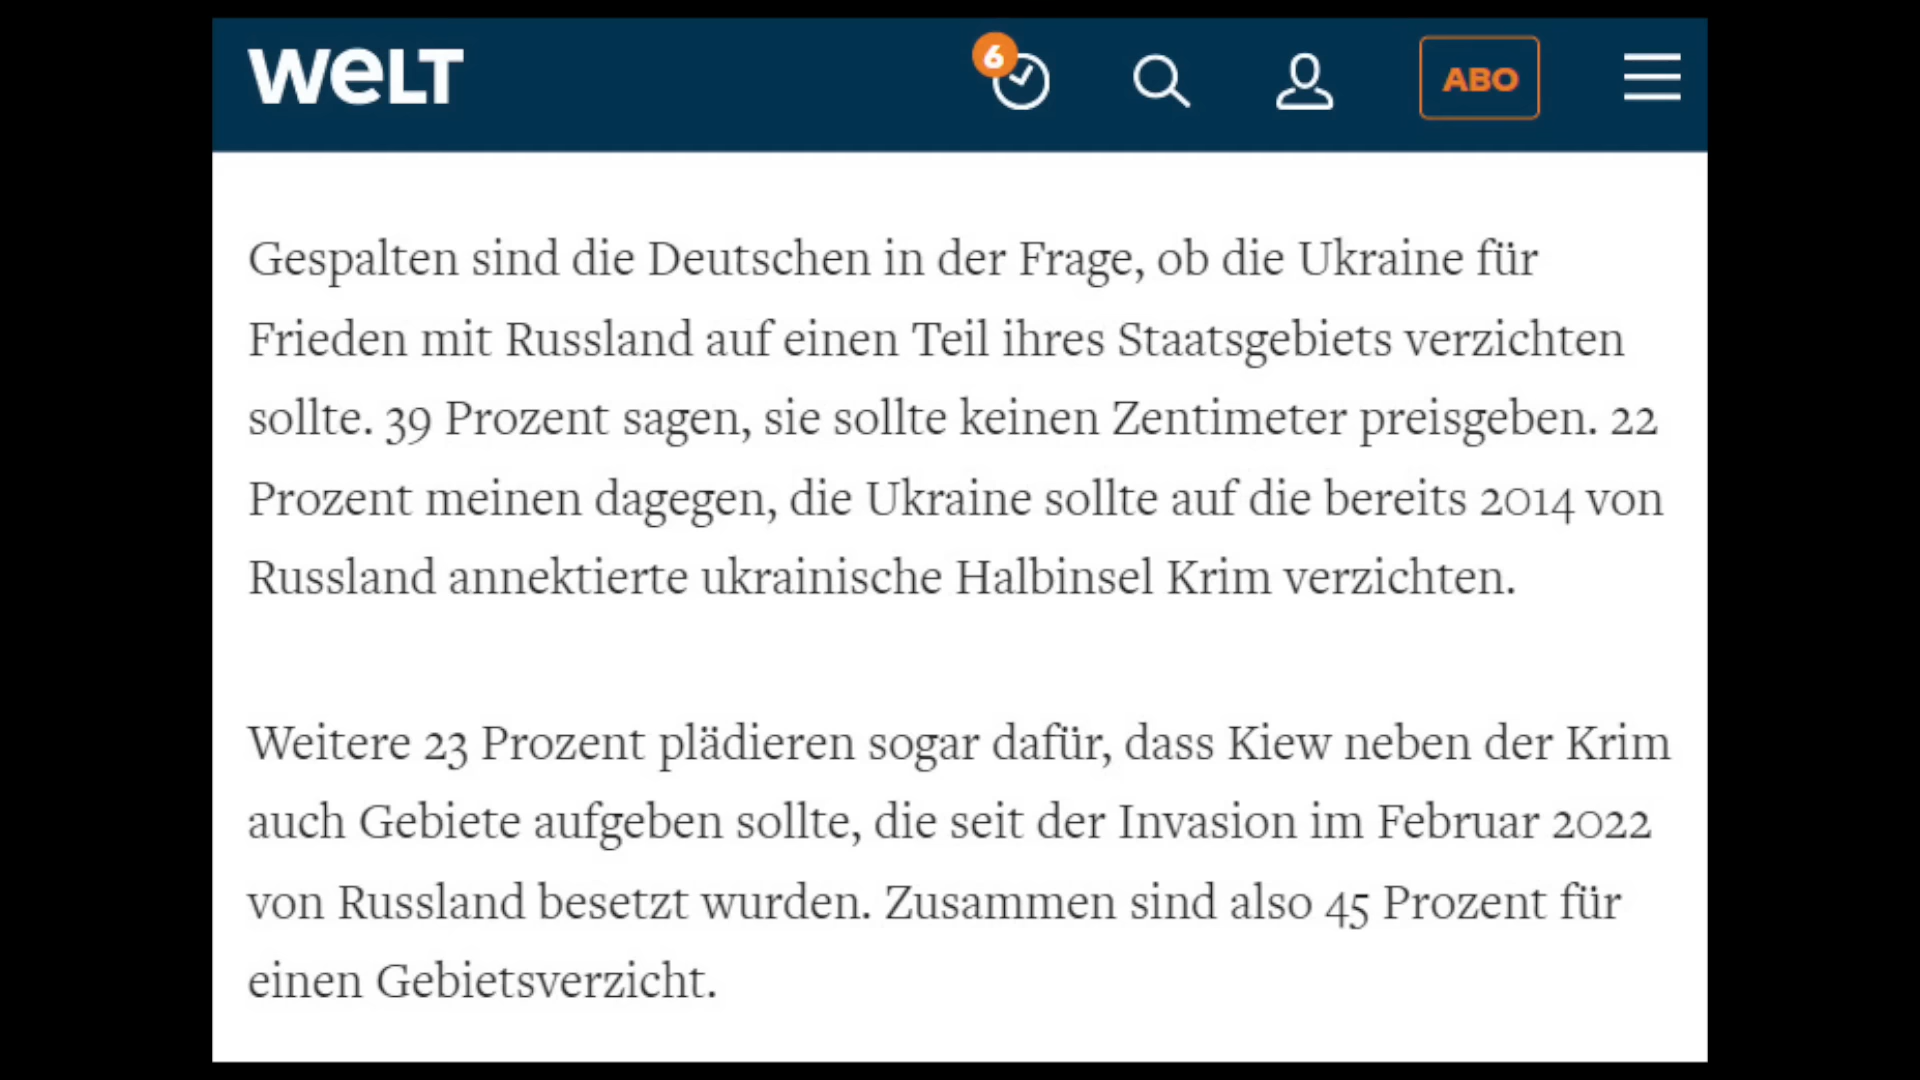 WELT
6
ABO
Gespalten sind die Deutschen in der Frage, ob die Ukraine für
Frieden mit Russland auf einen Teil ihres Staatsgebiets verzichten
sollte. 39 Prozent sagen, sie sollte keinen Zentimeter preisgeben. 22
Prozent meinen dagegen, die Ukraine sollte auf die bereits 2014 von
Russland annektierte ukrainische Halbinsel Krim verzichten.
Weitere 23 Prozent plädieren sogar dafür, dass Kiew neben der Krim
auch Gebiete aufgeben sollte, die seit der Invasion im Februar 2022
von Russland besetzt wurden. Zusammen sind also 45 Prozent für
einen Gebietsverzicht.